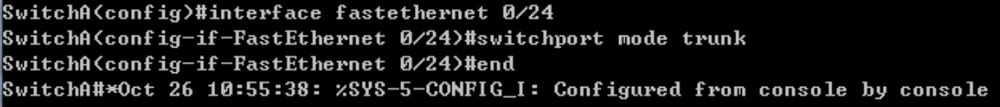 SwitchA(config)#interface fastethernet 0/24
SwitchA(config-if-FastEthernet 0/24)#switchport mode trunk
SwitchA(config-if-FastEthernet 0/24)#end
SwitchA#*Oct 26 10:55:38: %SYS-5-CONFIG_I: Configured from console by console